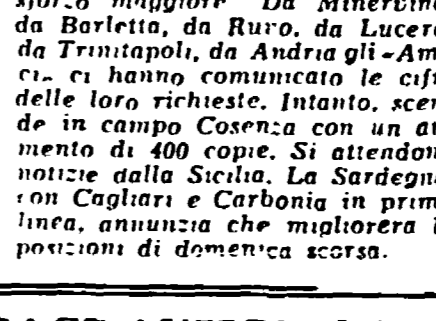 sforzo maggiore Da Minervino
da Barletta, da Ruvo, da Lucera
da Trinitapoli, da Andria gli «Am
ci» ci hanno comunicato le cifr
delle loro richieste. Intanto, scen
de in campo Cosenza con un au
mento di 400 copie. Si attendon
notizie dalla Sicilia. La Sardegna
con Cagliari e Carbonia in prim
linea, annunzia che migliorerà l
posizioni di domenica scorsa.